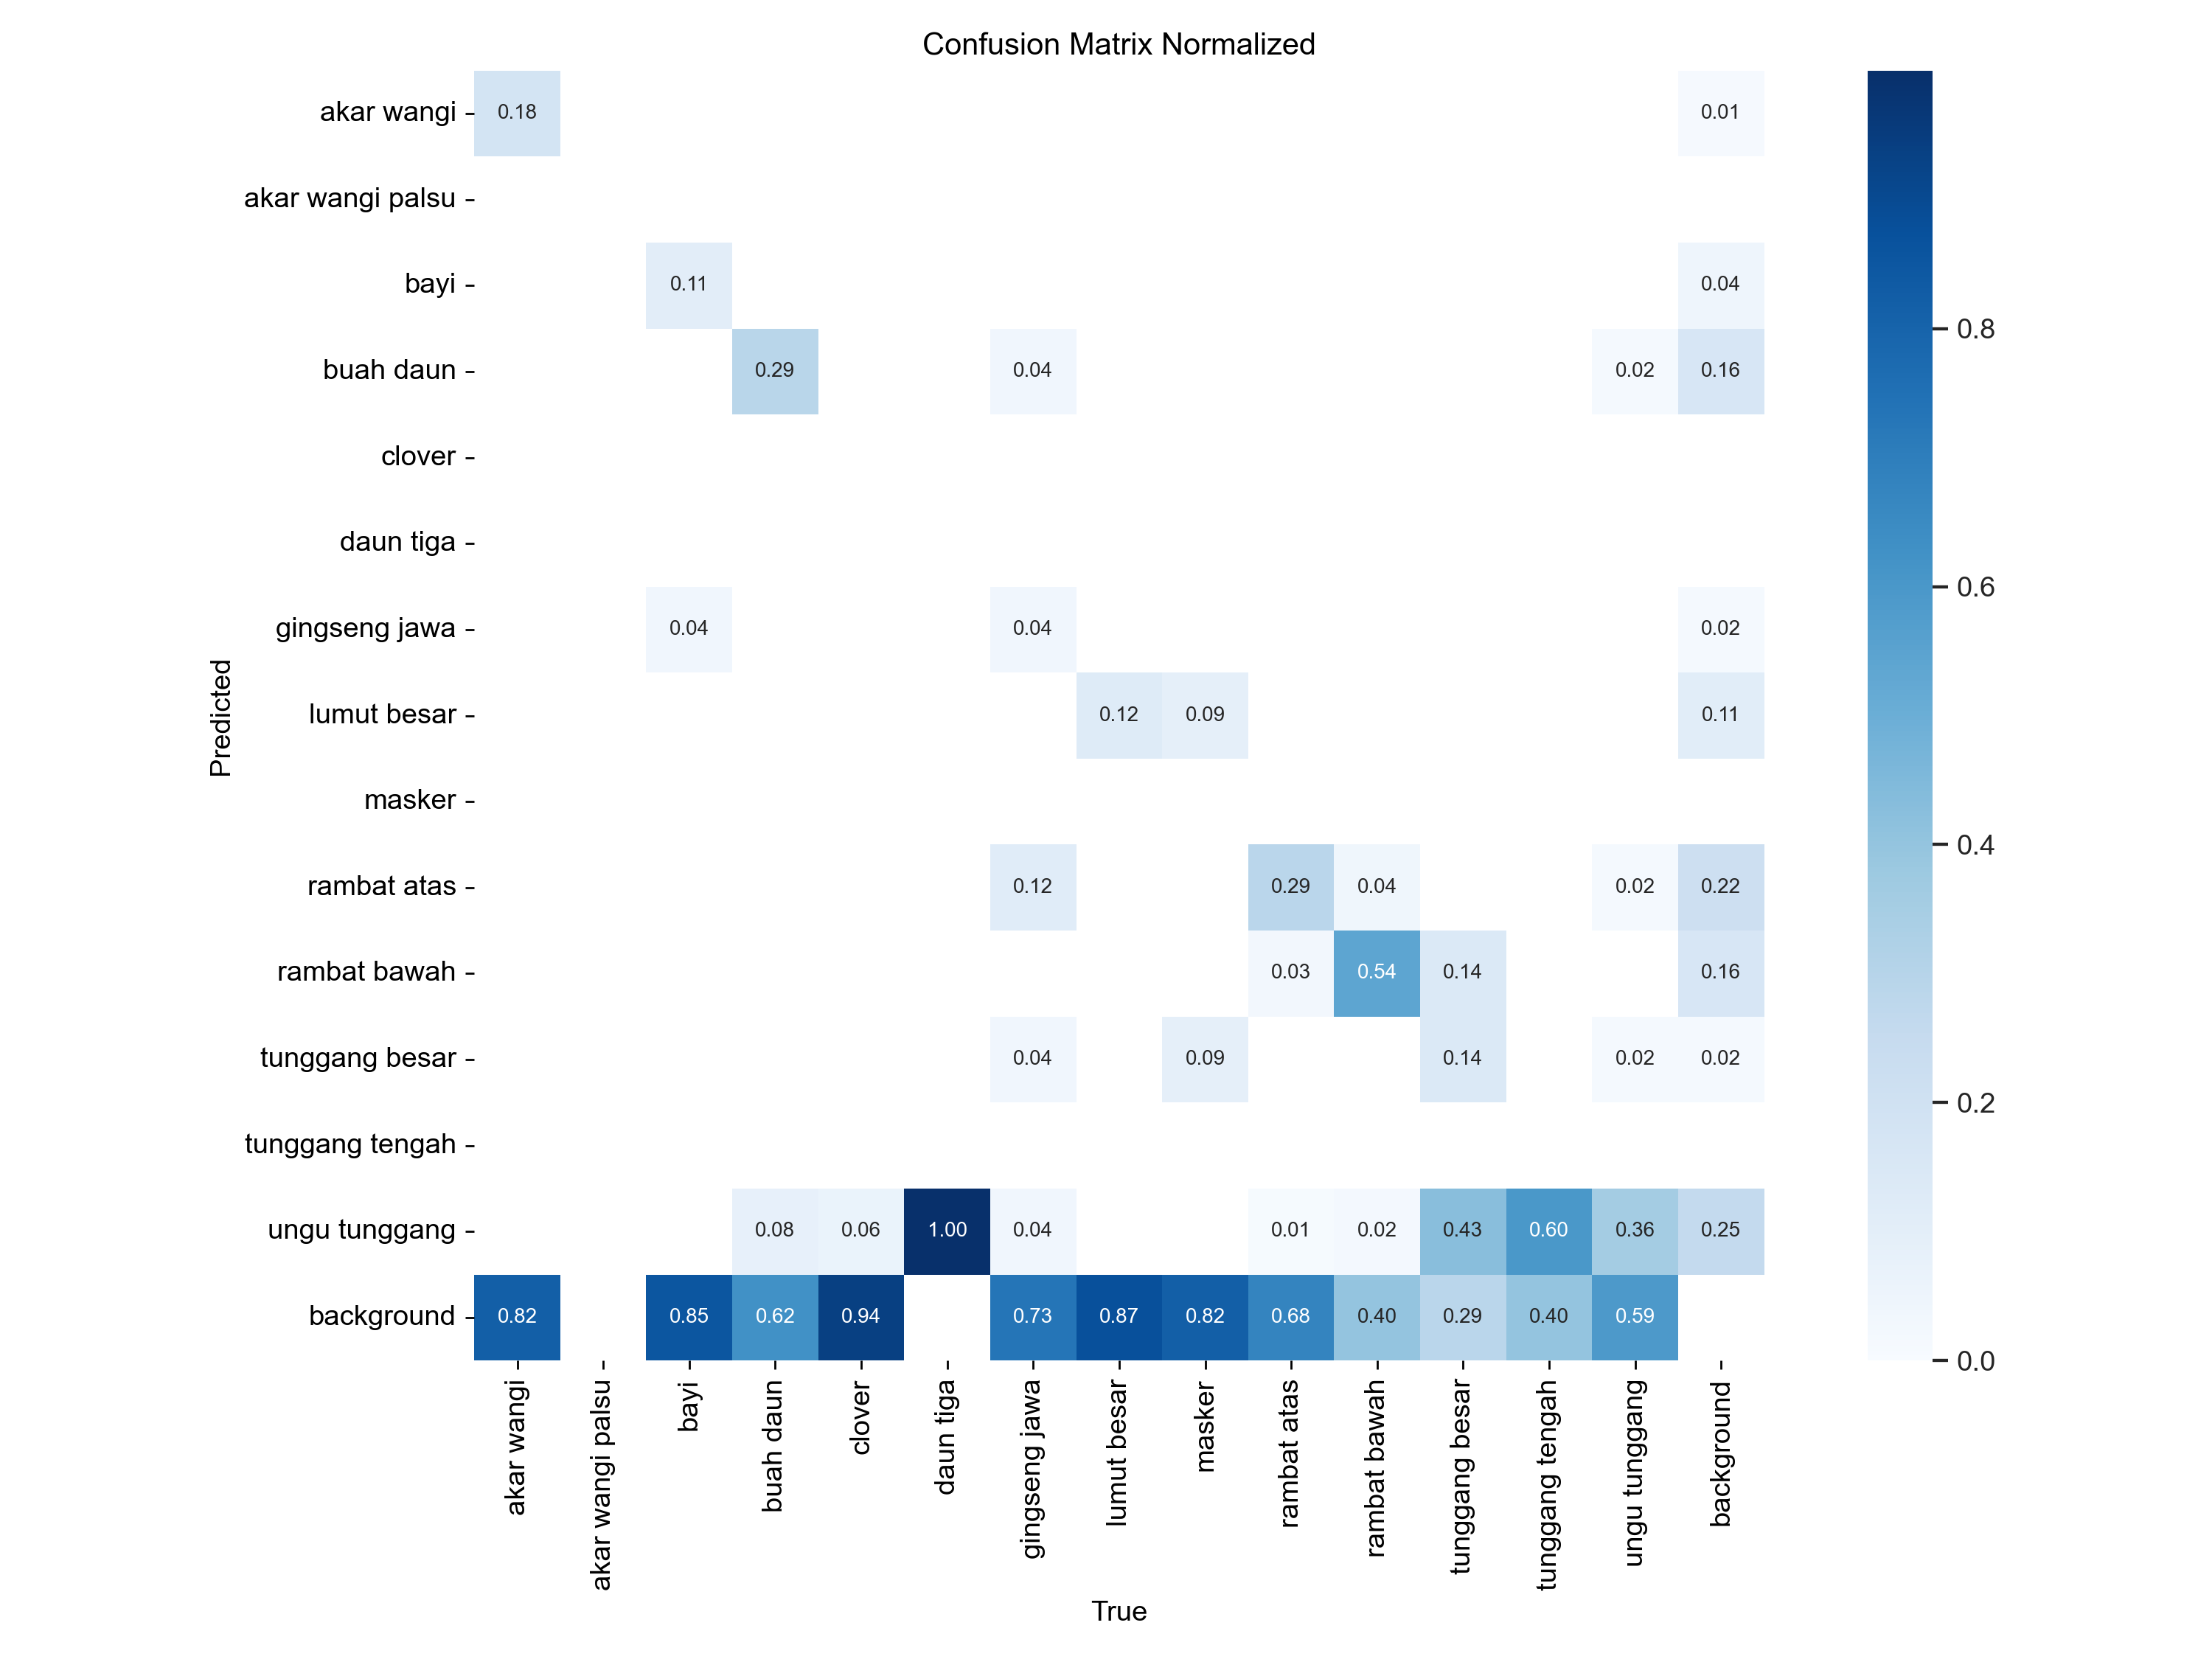 Confusion Matrix Normalized
akar wangi 0.18 0.01
akar wangi palsu
bayi 0.11 0.04
0.8
buah daun 0.29 0.04 0.02 0.16
clover
daun tiga
0.6
gingseng jawa 0.04 0.04 0.02
Predicted
lumut besar 0.12 0.09 0.11
masker
0.4
rambat atas 0.12 0.29 0.04 0.02 0.22
rambat bawah 0.03 0.54 0.14 0.16
tunggang besar 0.04 0.09 0.14 0.02 0.02
0.2
tunggang tengah
ungu tunggang 0.08 0.06 1.00 0.04 0.01 0.02 0.43 0.60 0.36 0.25
background 0.82 0.85 0.62 0.94 0.73 0.87 0.82 0.68 0.40 0.29 0.40 0.59
0.0
akar wangi
akar wangi palsu
bayi
buah daun
clover
daun tiga
gingseng jawa
lumut besar
masker
rambat atas
rambat bawah
tunggang besar
tunggang tengah
ungu tunggang
background
True